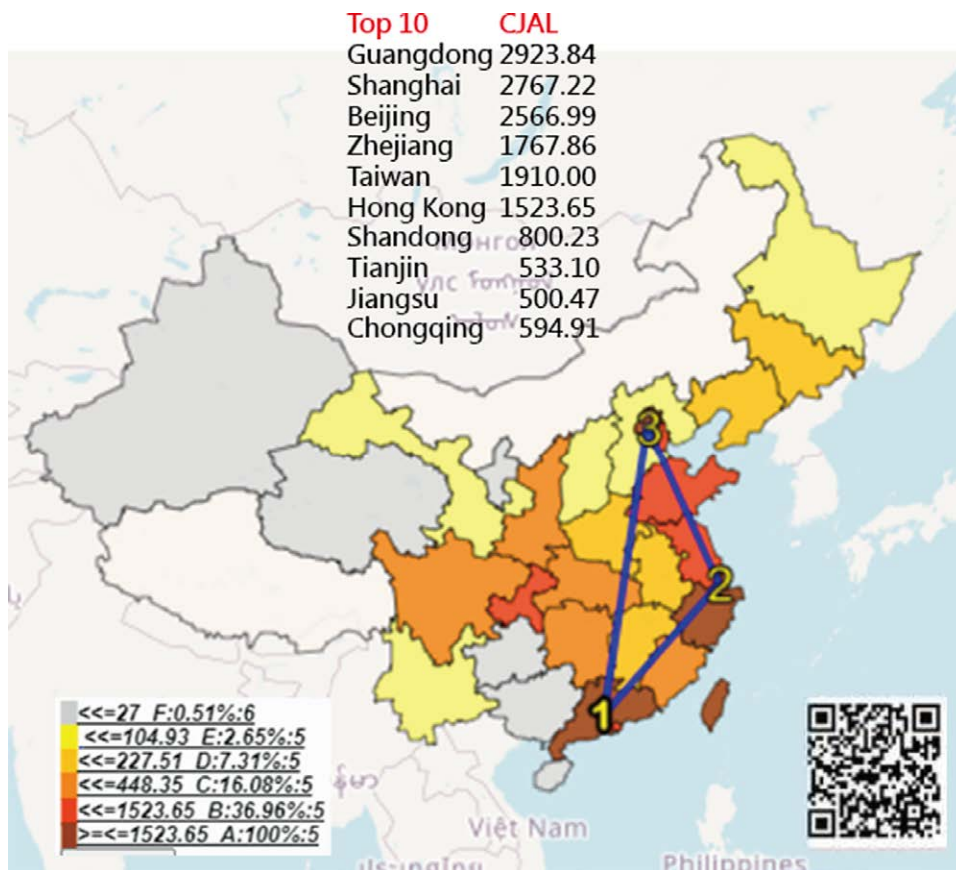 Top 10 CJAL
Guangdong 2923.84
Shanghai 2767.22
Beijing 2566.99
Zhejiang 1767.86
Taiwan 1910.00
Hong Kong 1523.65
Shandong 800.23
Tianjin 533.10
Jiangsu 500.47
Chongqing 594.91
3
2
1
<<=27 F:0.51%:6
<<=104.93 E:2.65%:5
<<=227.51 D:7.31%:5
<<=448.35 C:16.08%:5
<<=1523.65 B:36.96%:5
>=<=1523.65 A:100%:5
Việt Nam
Philippines